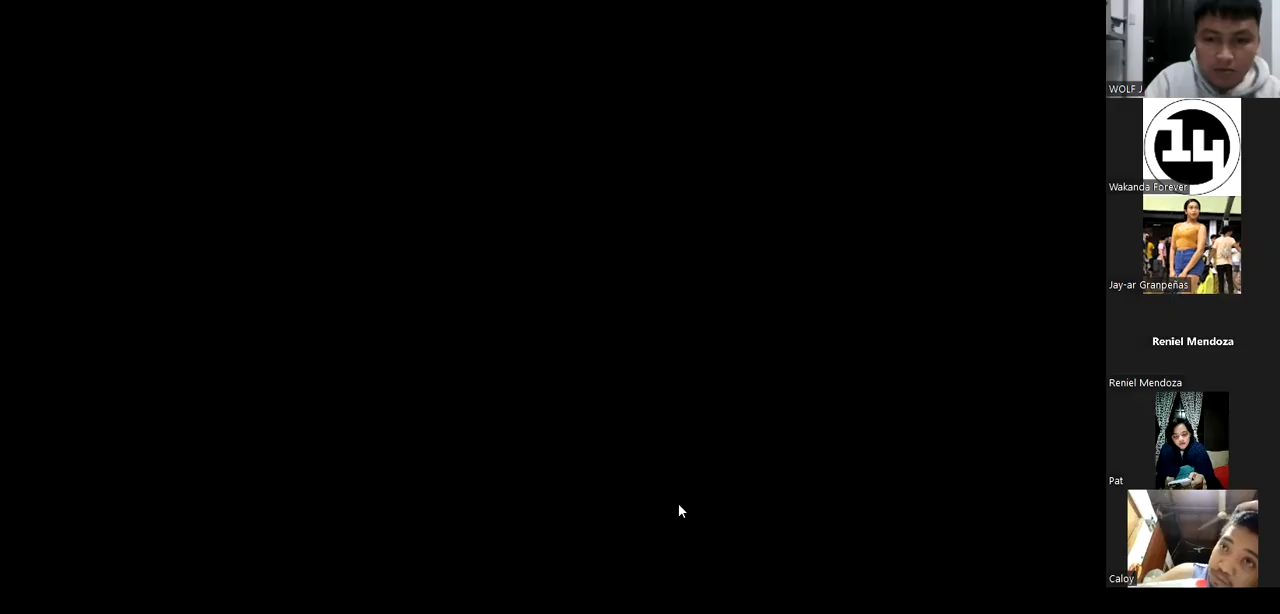 WOLF J
14
Wakanda Forever
Jay-ar Granpeñas
Reniel Mendoza
Reniel Mendoza
Pat
Caloy